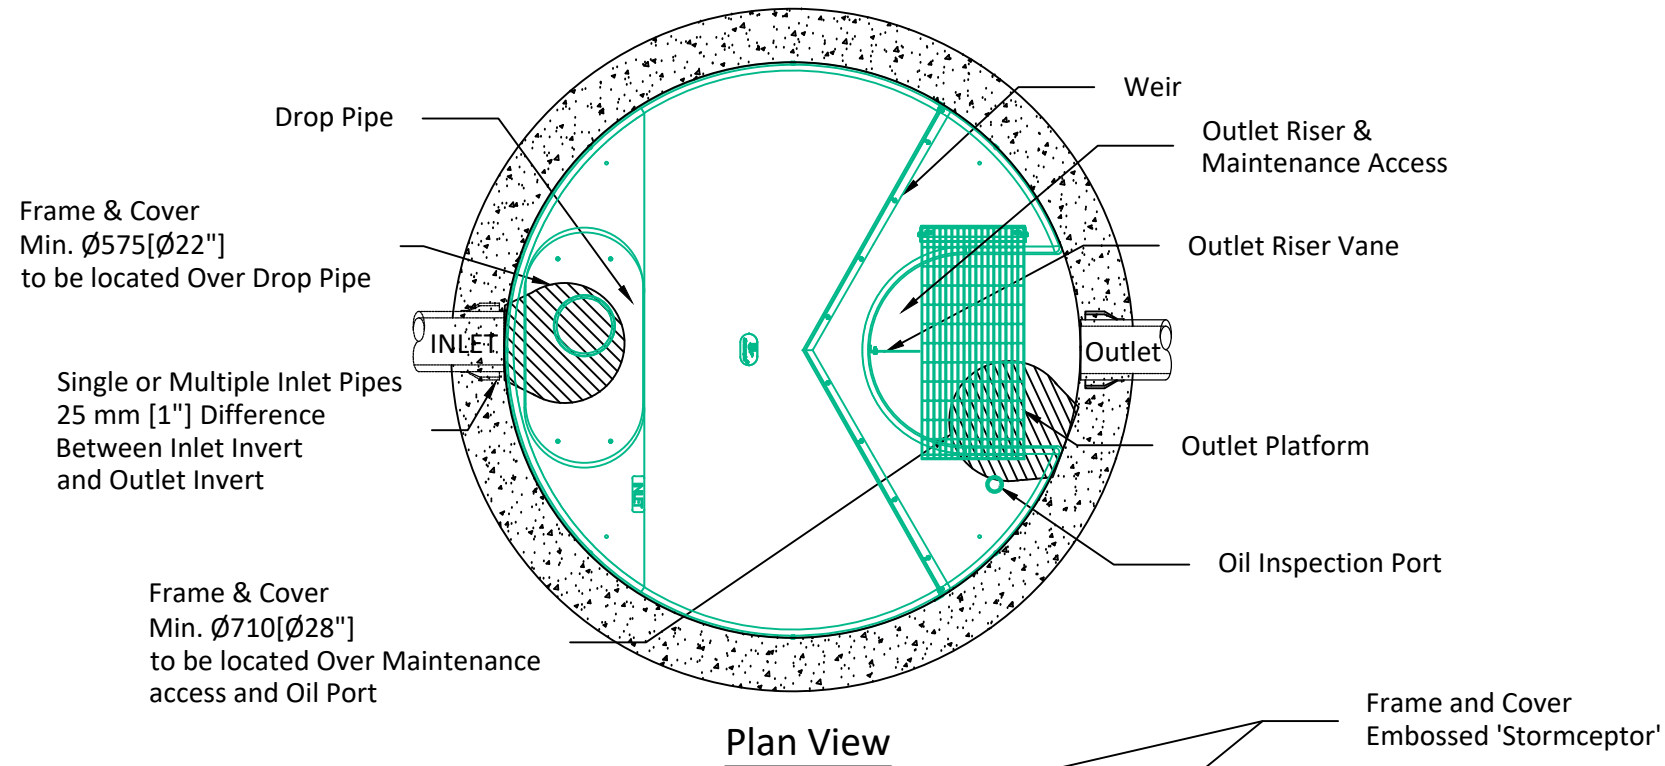 Weir
Drop Pipe
Outlet Riser &
Maintenance Access
Frame & Cover
Min. Ø575[Ø22"]
to be located Over Drop Pipe
Outlet Riser Vane
INLET
Outlet
Single or Multiple Inlet Pipes
25 mm [1"] Difference
Between Inlet Invert
and Outlet Invert
Outlet Platform
INLET
Oil Inspection Port
Frame & Cover
Min. Ø710[Ø28"]
to be located Over Maintenance
access and Oil Port
Frame and Cover
Embossed 'Stormceptor'
Plan View